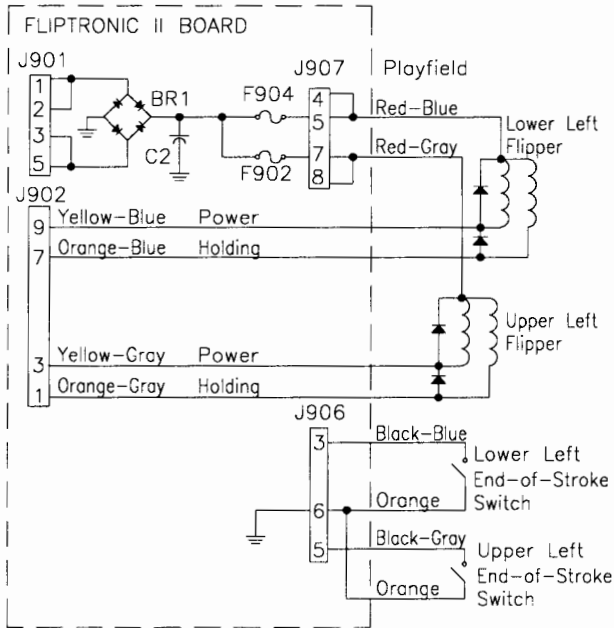 FLIPTRONIC II BOARD
J901
1
2
3
5
BR1
C2
F904
F902
J907
4
5
7
8
Playfield
Red-Blue
Red-Gray
Lower Left
Flipper
J902
9
7
3
1
Yellow-Blue Power
Orange-Blue Holding
Yellow-Gray Power
Orange-Gray Holding
Upper Left
Flipper
J906
3
6
5
Black-Blue
Orange
Lower Left
End-of-Stroke
Switch
Black-Gray
Orange
Upper Left
End-of-Stroke
Switch